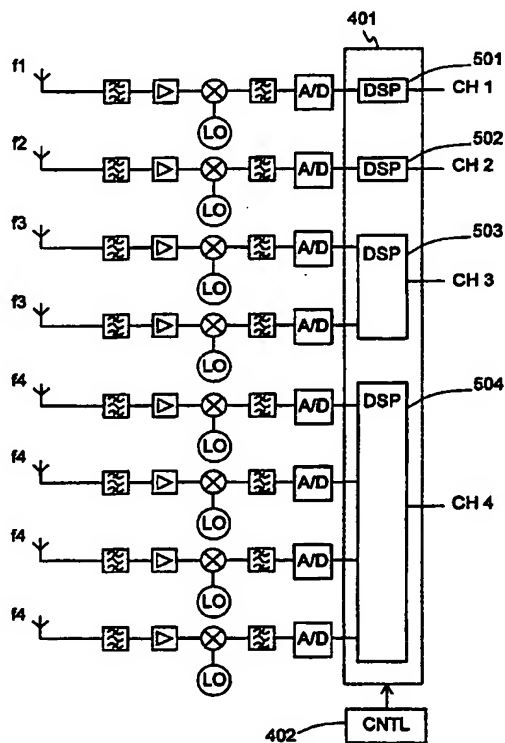 401
f1 A/D DSP 501 CH 1
LO
f2 A/D DSP 502 CH 2
LO
f3 A/D DSP 503 CH 3
LO
f3 A/D
LO
f4 A/D DSP 504
LO
f4 A/D CH 4
LO
f4 A/D
LO
f4 A/D
LO
402 CNTL